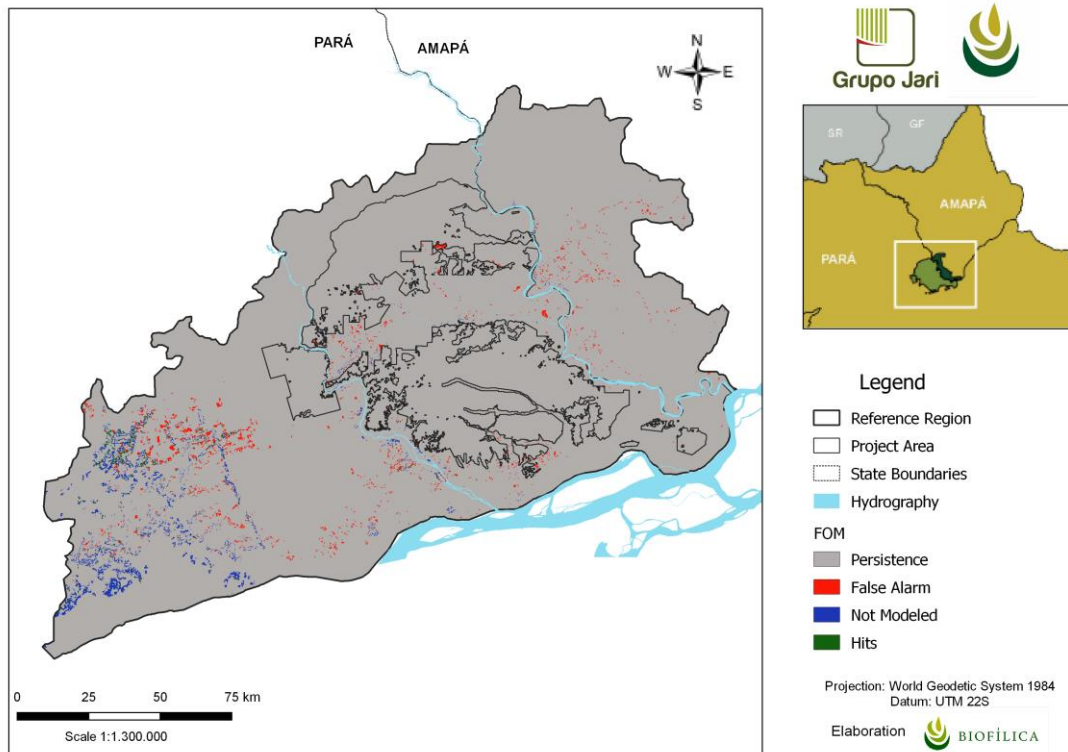 PARÁ
AMAPÁ
N
W
E
S
0 25 50 75 km
Scale 1:1.300.000
Grupo Jari
SR
GF
AMAPÁ
PARÁ
Legend
Reference Region
Project Area
State Boundaries
Hydrography
FOM
Persistence
False Alarm
Not Modeled
Hits
Projection: World Geodetic System 1984
Datum: UTM 22S
Elaboration
BIOFÍLICA